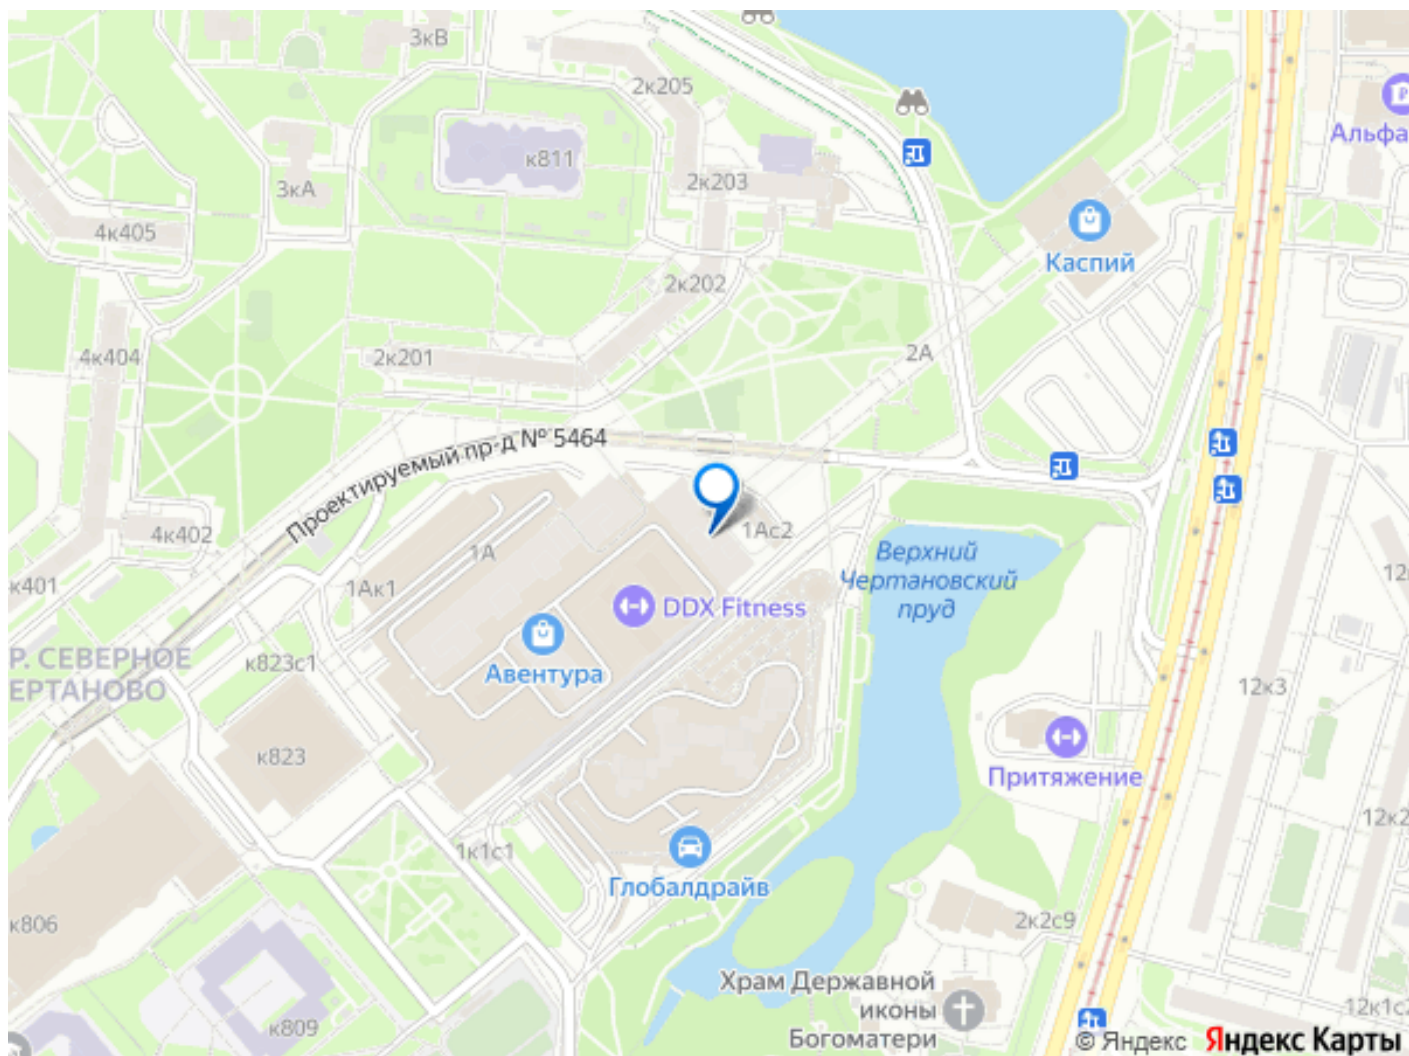 3кВ
2к205
к811
Альфа
3кА
2к203
4к405
Каспий
2к202
4к404
2к201
2А
Проектируемый пр-д № 5464
4к402
1А
1Ас2
к401
1Ак1
Верхний
Чертановский
пруд
12
DDX Fitness
Р. СЕВЕРНОЕ
ЕРТАНОВО
к823с1
Авентура
12к3
к823
Притяжение
12к2
1к1с1
Глобалдрайв
к806
2к2с9
Храм Державной
иконы
Богоматери
к809
12к1с2
© Яндекс Яндекс Карты